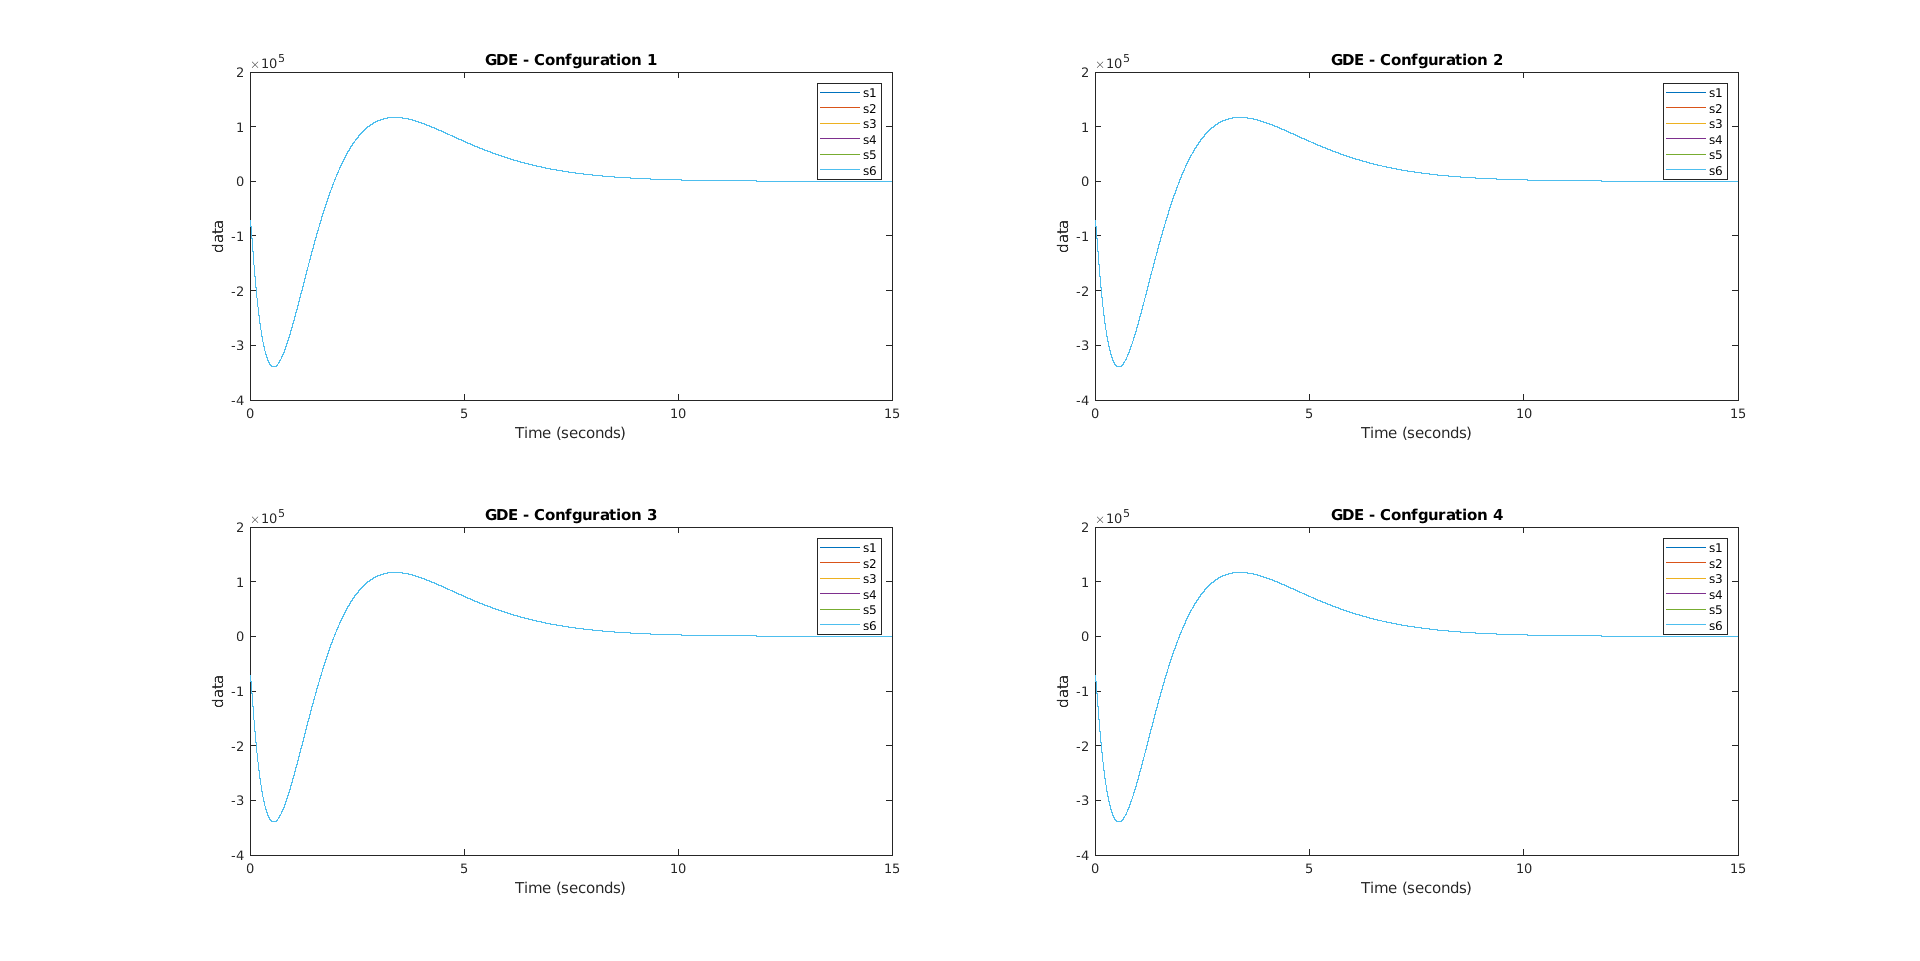 GDE - Confguration 1
×10^5
2
1
0
-1
-2
-3
-4
data
s1
s2
s3
s4
s5
s6
0 5 10 15
Time (seconds)
GDE - Confguration 2
×10^5
2
1
0
-1
-2
-3
-4
data
s1
s2
s3
s4
s5
s6
0 5 10 15
Time (seconds)
GDE - Confguration 3
×10^5
2
1
0
-1
-2
-3
-4
data
s1
s2
s3
s4
s5
s6
0 5 10 15
Time (seconds)
GDE - Confguration 4
×10^5
2
1
0
-1
-2
-3
-4
data
s1
s2
s3
s4
s5
s6
0 5 10 15
Time (seconds)